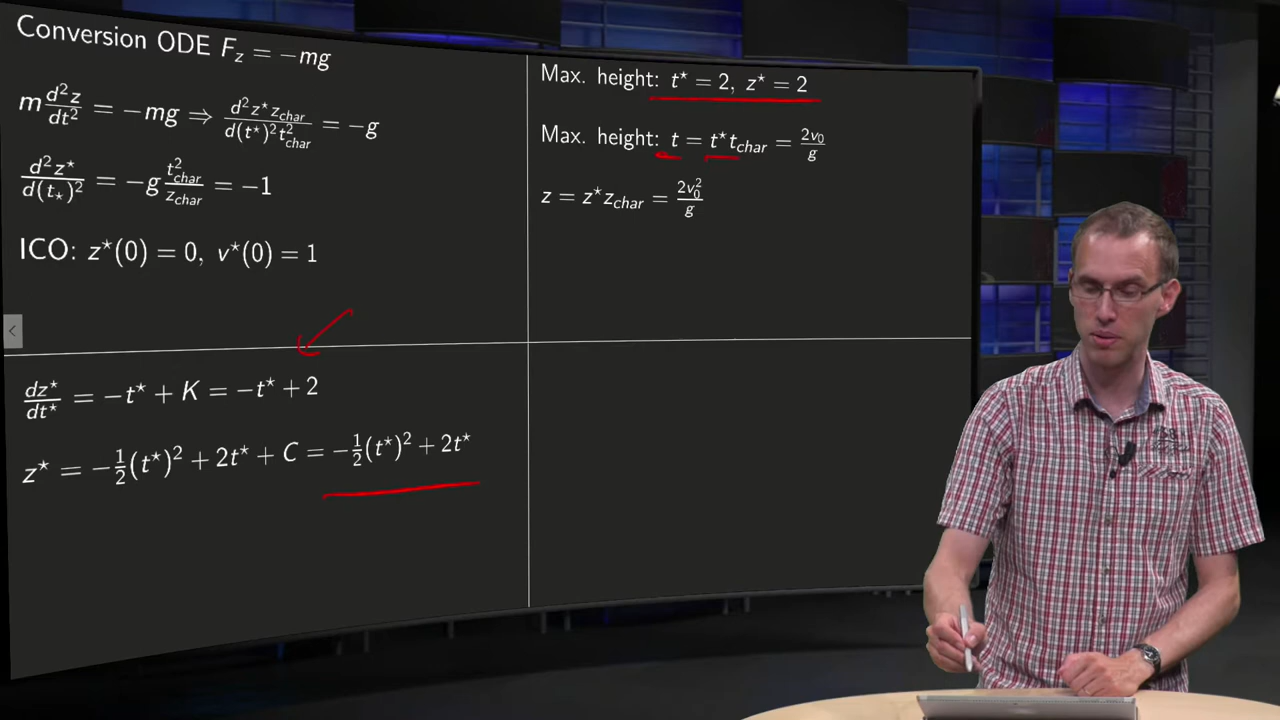 Conversion ODE F_z = −mg
m d²z/dt² = −mg ⇒ d²z*z_char/d(t*)²t²_char = −g
d²z*/d(t⋆)² = −g t²_char/z_char = −1
ICO: z*(0) = 0, v*(0) = 1
dz*/dt* = −t* + K = −t* + 2
z* = −1/2(t*)² + 2t* + C = −1/2(t*)² + 2t*
Max. height: t* = 2, z* = 2
Max. height: t = t*t_char = 2v₀/g
z = z*z_char = 2v₀²/g